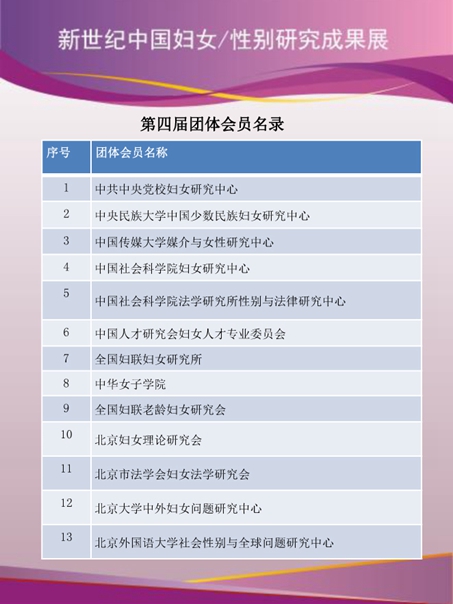 新世纪中国妇女/性别研究成果展
第四届团体会员名录
序号 团体会员名称
1 中共中央党校妇女研究中心
2 中央民族大学中国少数民族妇女研究中心
3 中国传媒大学媒介与女性研究中心
4 中国社会科学院妇女研究中心
5 中国社会科学院法学研究所性别与法律研究中心
6 中国人才研究会妇女人才专业委员会
7 全国妇联妇女研究所
8 中华女子学院
9 全国妇联老龄妇女研究会
10 北京妇女理论研究会
11 北京市法学会妇女法学研究会
12 北京大学中外妇女问题研究中心
13 北京外国语大学社会性别与全球问题研究中心